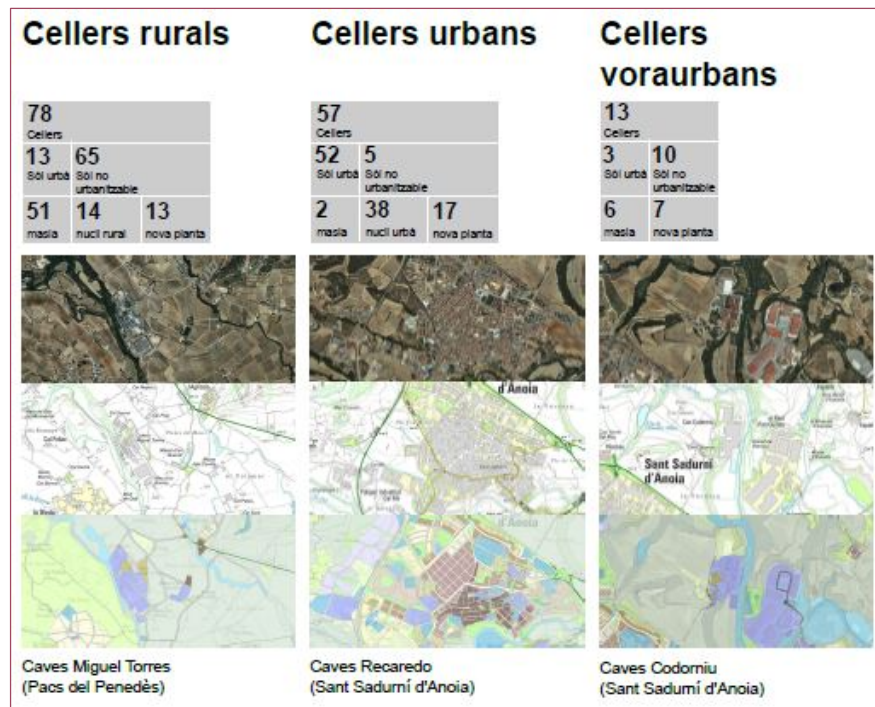 Cellers rurals
78
Cellers
13 65
Sòl urbà Sòl no
urbanitzable
51 14 13
masia nucli rural nova planta
Caves Miguel Torres
(Pacs del Penedès)
Cellers urbans
57
Cellers
52 5
Sòl urbà Sòl no
urbanitzable
2 38 17
masia nucli urbà nova planta
d'Anoia
d'Anoia
Caves Recaredo
(Sant Sadurní d'Anoia)
Cellers
voraurbans
13
Cellers
3 10
Sòl urbà Sòl no
urbanitzable
6 7
masia nova planta
Sant Sadurní
d'Anoia
Caves Codorniu
(Sant Sadurní d'Anoia)